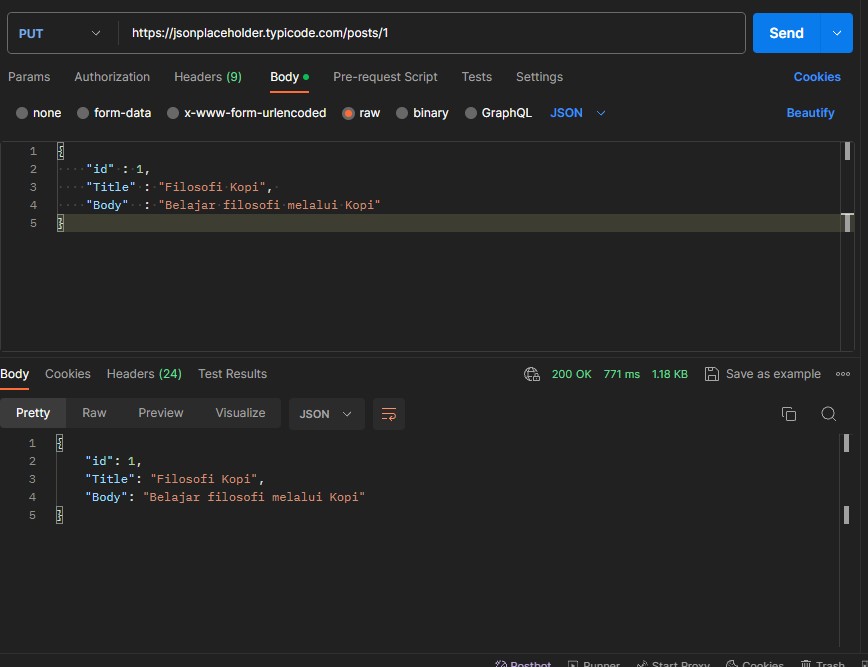 PUT https://jsonplaceholder.typicode.com/posts/1 Send
Params Authorization Headers (9) Body Pre-request Script Tests Settings Cookies
none form-data x-www-form-urlencoded raw binary GraphQL JSON Beautify
1 {
2 "id" : 1,
3 "Title" : "Filosofi Kopi",
4 "Body" : "Belajar filosofi melalui Kopi"
5 }
Body Cookies Headers (24) Test Results 200 OK 771 ms 1.18 KB Save as example
Pretty Raw Preview Visualize JSON
1 {
2 "id": 1,
3 "Title": "Filosofi Kopi",
4 "Body": "Belajar filosofi melalui Kopi"
5 }
Postbot Runner Start Proxy Cookies Trash